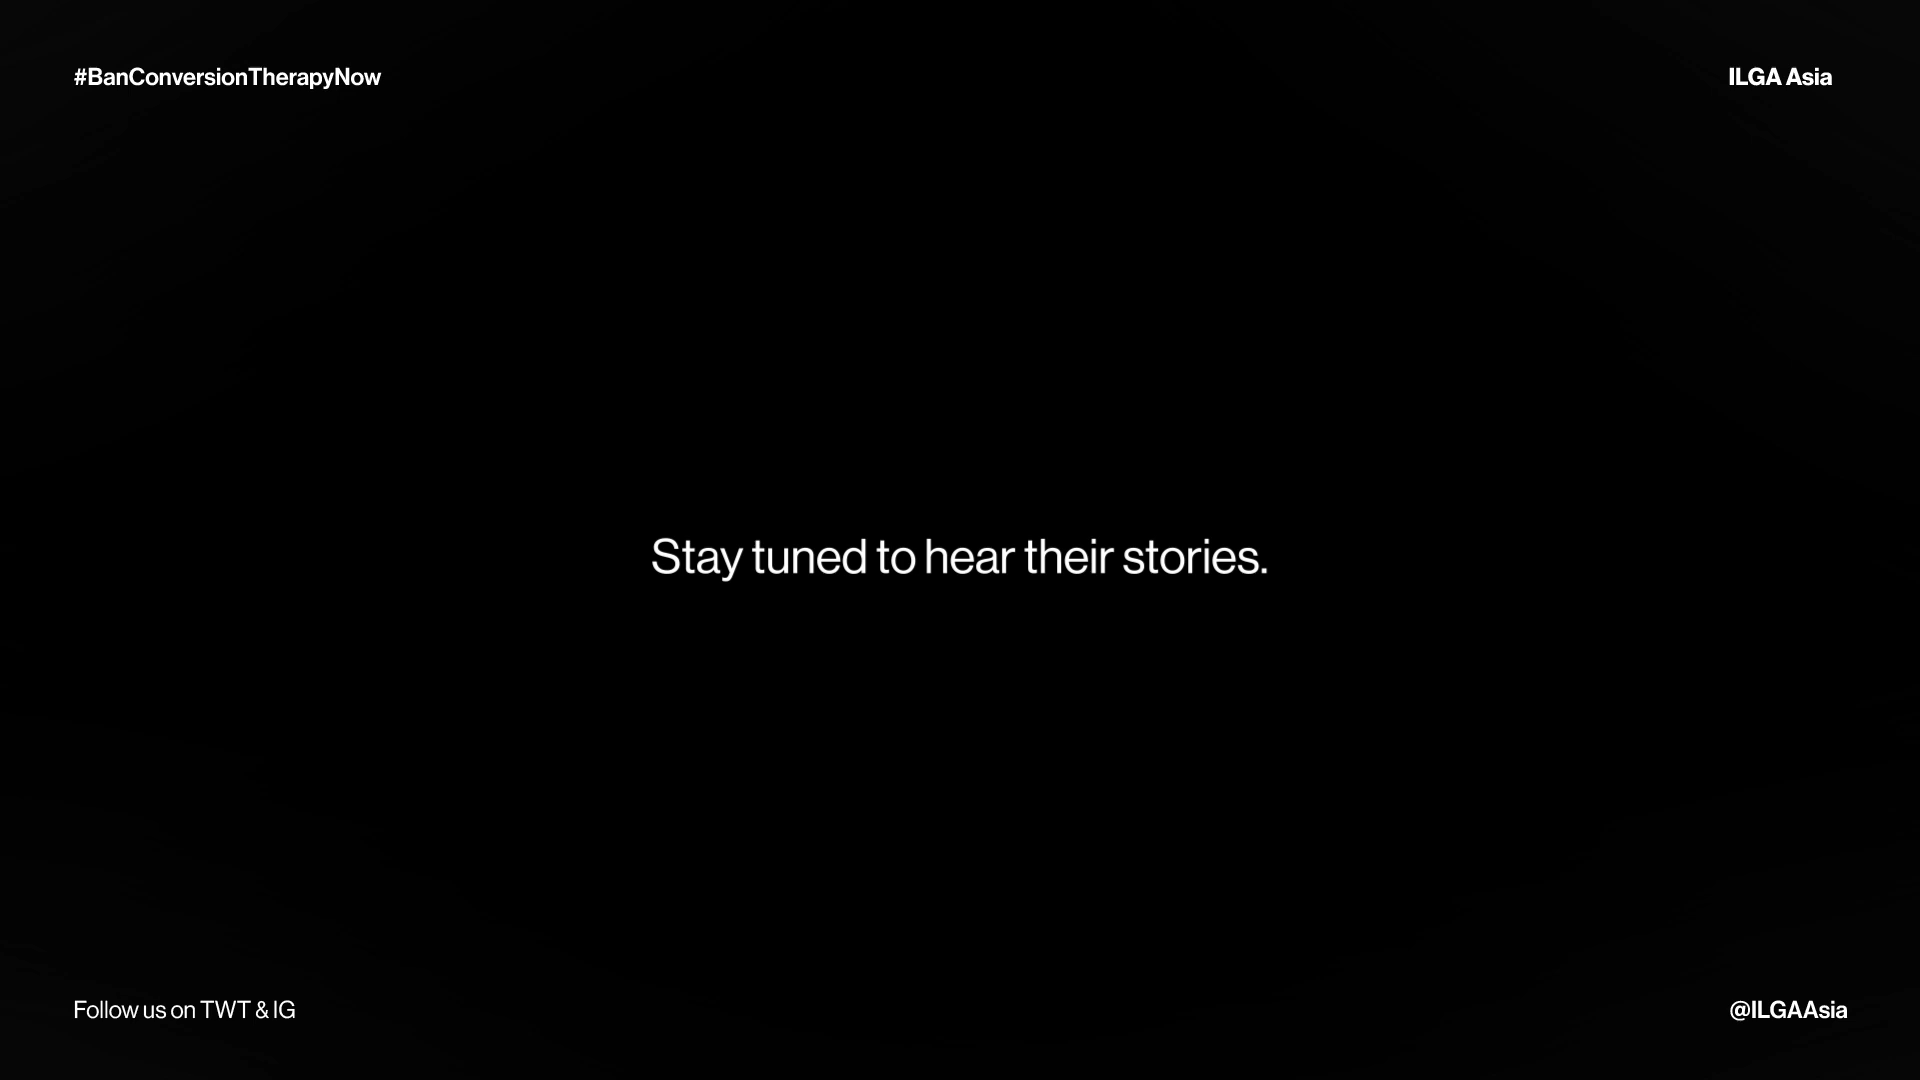 #BanConversionTherapyNow
ILGA Asia
Stay tuned to hear their stories.
Follow us on TWT & IG
@ILGAAsia